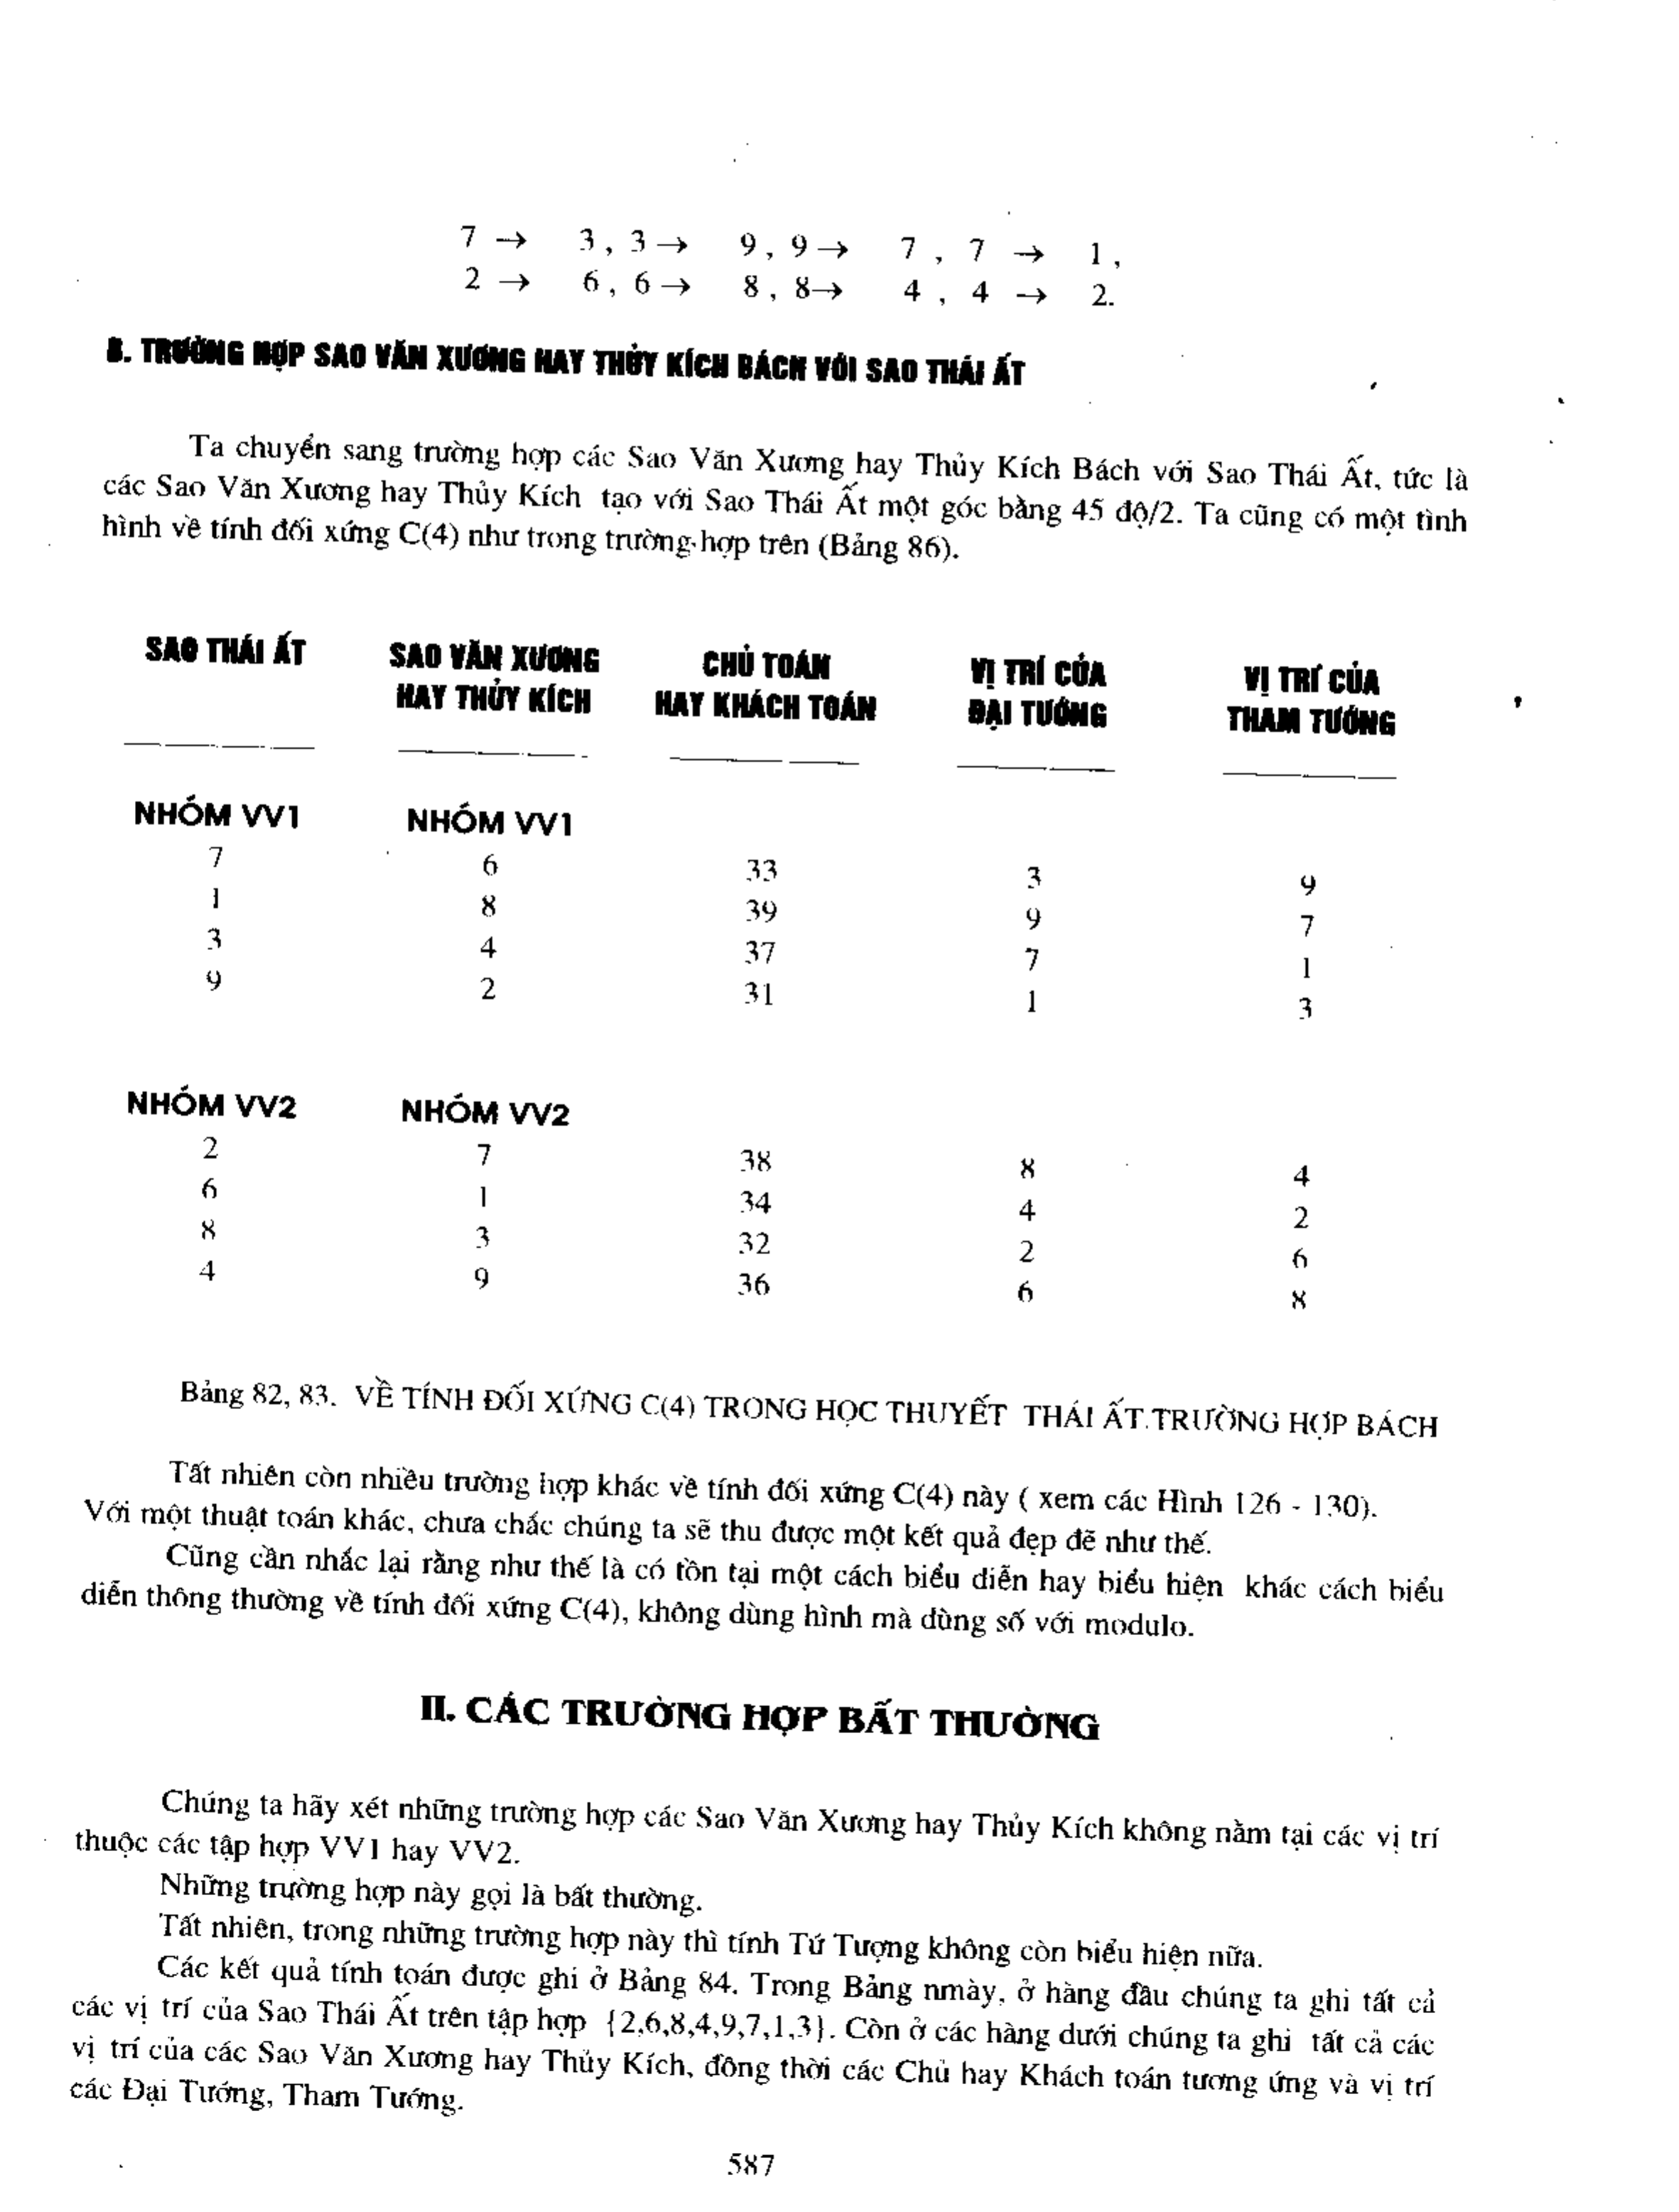 7 → 3 , 3 → 9 , 9 → 7 , 7 → 1 ,
2 → 6 , 6 → 8 , 8 → 4 , 4 → 2.
B. TRƯỜNG HỢP SAO VĂN XƯƠNG HAY THỦY KÍCH BÁCH VỚI SAO THÁI ẤT
Ta chuyển sang trường hợp các Sao Văn Xương hay Thủy Kích Bách với Sao Thái Ất, tức là
các Sao Văn Xương hay Thủy Kích tạo với Sao Thái Ất một góc bằng 45 độ/2. Ta cũng có một tình
hình về tính đối xứng C(4) như trong trường hợp trên (Bảng 86).
SAO THÁI ẤT SAO VĂN XƯƠNG CHỦ TOÁN VỊ TRÍ CỦA VỊ TRÍ CỦA
HAY THỦY KÍCH HAY KHÁCH TOÁN ĐẠI TƯỚNG THAM TƯỚNG
NHÓM VV1 NHÓM VV1
7 6 33 3 9
1 8 39 9 7
3 4 37 7 1
9 2 31 1 3
NHÓM VV2 NHÓM VV2
2 7 38 8 4
6 1 34 4 2
8 3 32 2 6
4 9 36 6 8
Bảng 82, 83. VỀ TÍNH ĐỐI XỨNG C(4) TRONG HỌC THUYẾT THÁI ẤT.TRƯỜNG HỢP BÁCH
Tất nhiên còn nhiều trường hợp khác về tính đối xứng C(4) này ( xem các Hình 126 - 130).
Với một thuật toán khác, chưa chắc chúng ta sẽ thu được một kết quả đẹp đẽ như thế.
Cũng cần nhắc lại rằng như thế là có tồn tại một cách biểu diễn hay biểu hiện khác cách biểu
diễn thông thường về tính đối xứng C(4), không dùng hình mà dùng số với modulo.
II. CÁC TRƯỜNG HỢP BẤT THƯỜNG
Chúng ta hãy xét những trường hợp các Sao Văn Xương hay Thủy Kích không nằm tại các vị trí
thuộc các tập hợp VV1 hay VV2.
Những trường hợp này gọi là bất thường.
Tất nhiên, trong những trường hợp này thì tính Tứ Tượng không còn biểu hiện nữa.
Các kết quả tính toán được ghi ở Bảng 84. Trong Bảng nmày, ở hàng đầu chúng ta ghi tất cả
các vị trí của Sao Thái Ất trên tập hợp {2,6,8,4,9,7,1,3}. Còn ở các hàng dưới chúng ta ghi tất cả các
vị trí của các Sao Văn Xương hay Thủy Kích, đồng thời các Chủ hay Khách toán tương ứng và vị trí
các Đại Tướng, Tham Tướng.
587